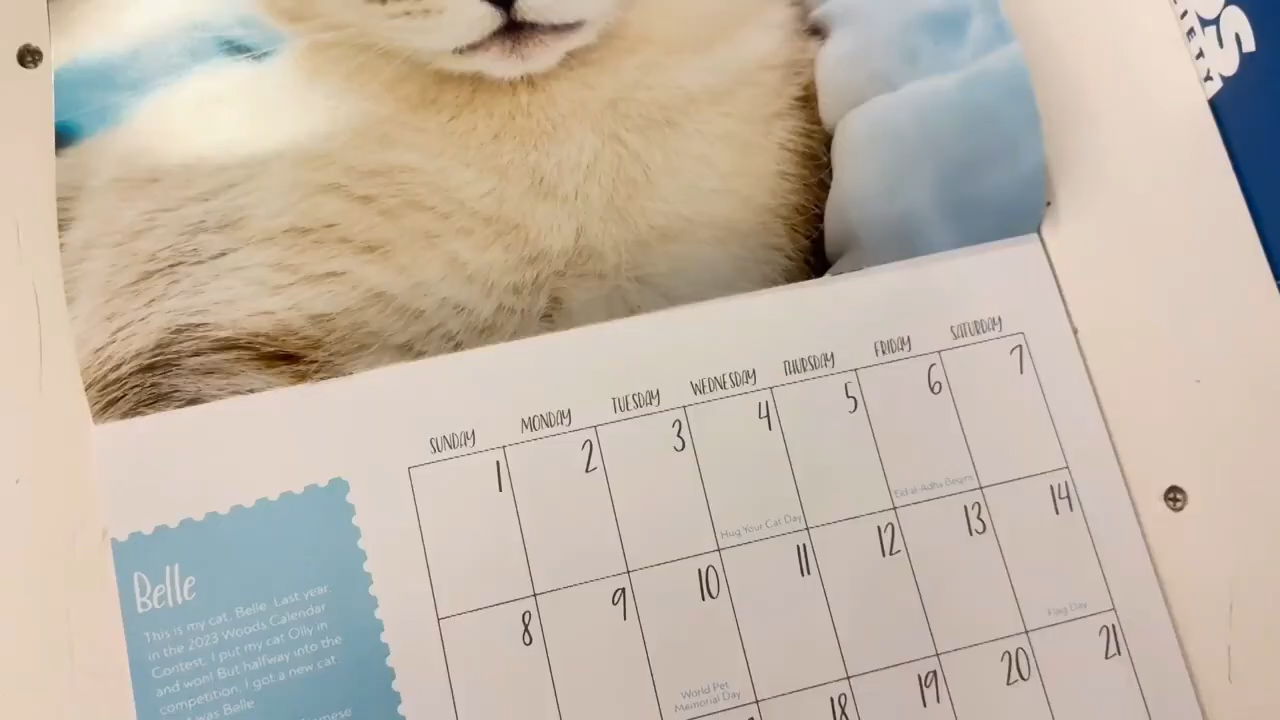 SUNDAY MONDAY TUESDAY WEDNESDAY THURSDAY FRIDAY SATURDAY
1 2 3 4 5 6 7
Hug Your Cat Day
Eid al-Adha Begins
8 9 10 11 12 13 14
World Pet
Memorial Day
Flag Day
18 19 20 21
Belle
This is my cat, Belle. Last year,
in the 2023 Woods Calendar
Contest, I put my cat Olly in
and won! But halfway into the
competition, I got a new cat
was Belle